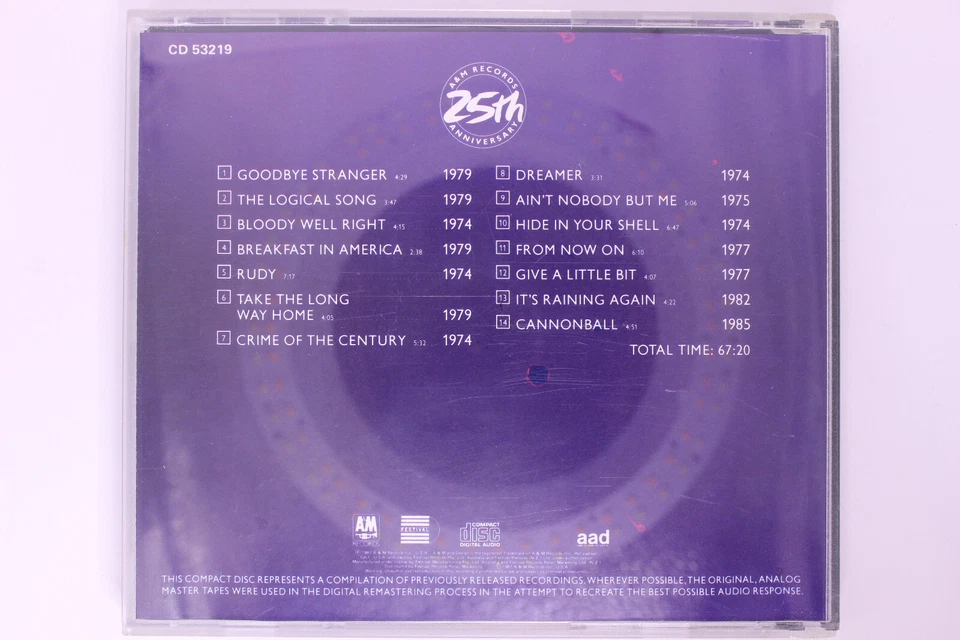 CD 53219
A&M RECORDS
25th
ANNIVERSARY
1 GOODBYE STRANGER 4:29 1979
2 THE LOGICAL SONG 3:47 1979
3 BLOODY WELL RIGHT 4:15 1974
4 BREAKFAST IN AMERICA 2:38 1979
5 RUDY 7:17 1974
6 TAKE THE LONG
WAY HOME 4:05 1979
7 CRIME OF THE CENTURY 5:32 1974
8 DREAMER 3:31 1974
9 AIN'T NOBODY BUT ME 5:06 1975
10 HIDE IN YOUR SHELL 6:47 1974
11 FROM NOW ON 6:10 1977
12 GIVE A LITTLE BIT 4:07 1977
13 IT'S RAINING AGAIN 4:22 1982
14 CANNONBALL 4:51 1985
TOTAL TIME: 67:20
A&M
RECORDS
FESTIVAL
COMPACT
disc
DIGITAL AUDIO
aad
THIS COMPACT DISC REPRESENTS A COMPILATION OF PREVIOUSLY RELEASED RECORDINGS. WHEREVER POSSIBLE, THE ORIGINAL, ANALOG
MASTER TAPES WERE USED IN THE DIGITAL REMASTERING PROCESS IN THE ATTEMPT TO RECREATE THE BEST POSSIBLE AUDIO RESPONSE.